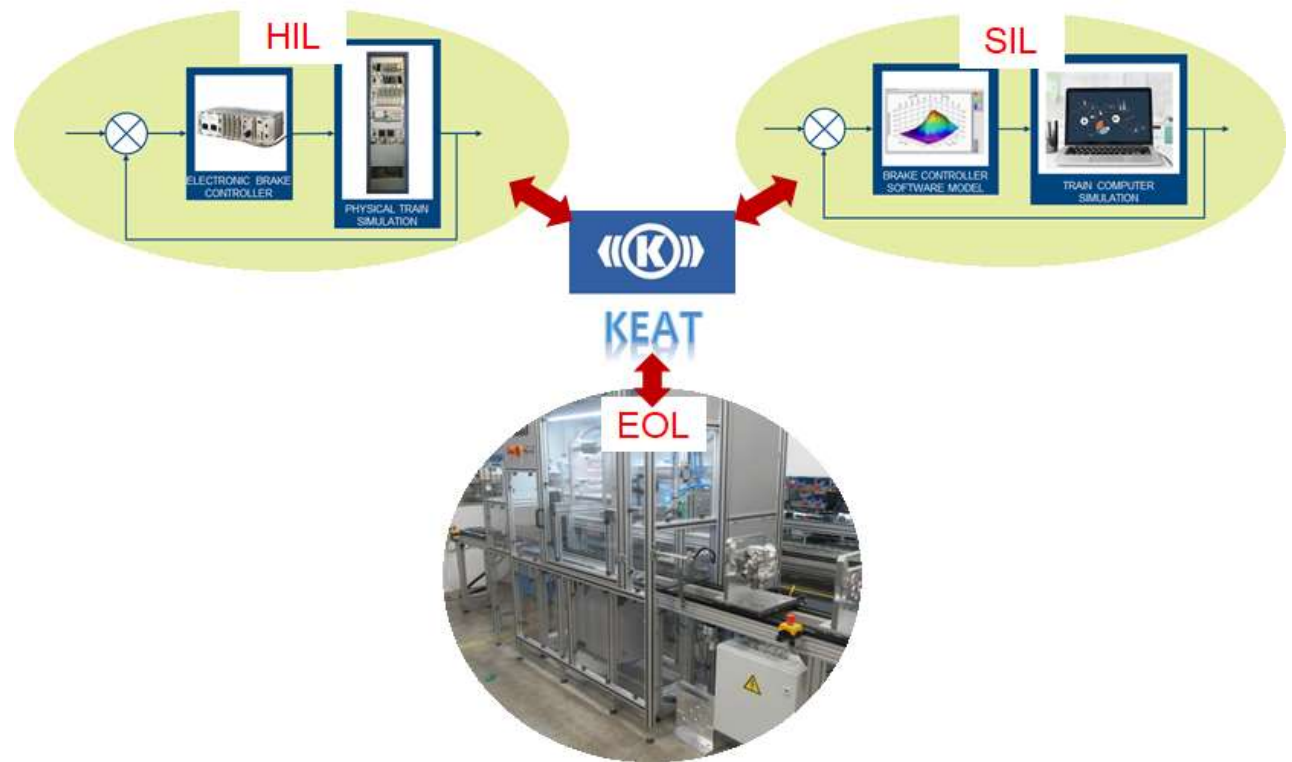 HIL
ELECTRONIC BRAKE
CONTROLLER
PHYSICAL TRAIN
SIMULATION
SIL
BRAKE CONTROLLER
SOFTWARE MODEL
TRAIN COMPUTER
SIMULATION
K
KEAT
EOL